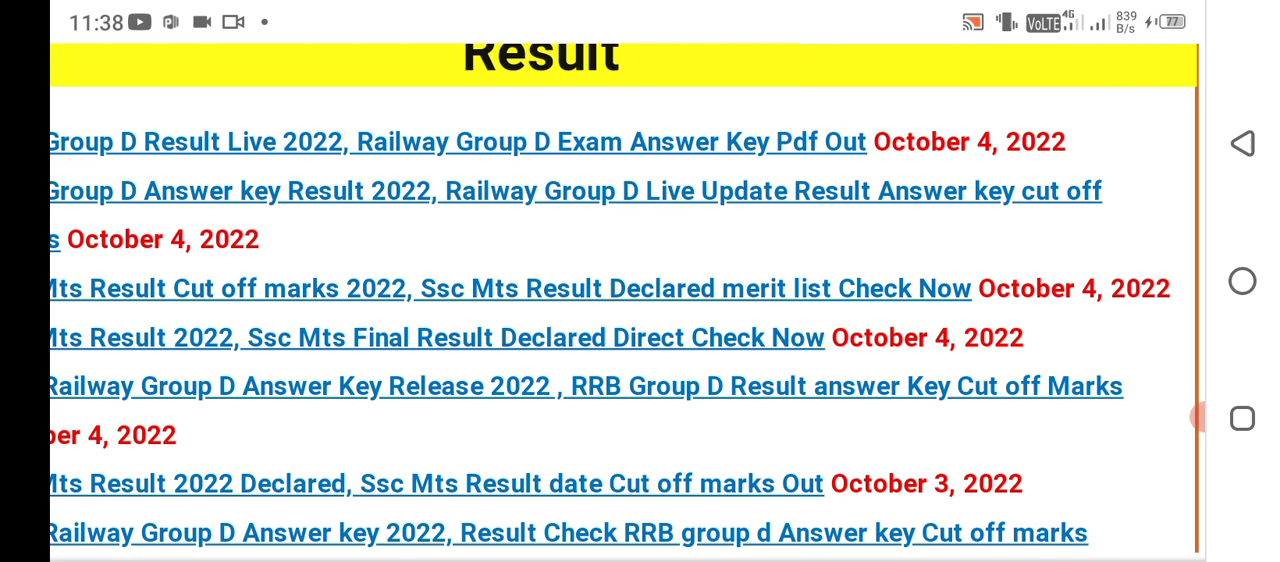 11:38
VoLTE 4G 839 B/s 77
Result
Group D Result Live 2022, Railway Group D Exam Answer Key Pdf Out October 4, 2022
Group D Answer key Result 2022, Railway Group D Live Update Result Answer key cut off
s October 4, 2022
Mts Result Cut off marks 2022, Ssc Mts Result Declared merit list Check Now October 4, 2022
Mts Result 2022, Ssc Mts Final Result Declared Direct Check Now October 4, 2022
Railway Group D Answer Key Release 2022 , RRB Group D Result answer Key Cut off Marks
ber 4, 2022
Mts Result 2022 Declared, Ssc Mts Result date Cut off marks Out October 3, 2022
Railway Group D Answer key 2022, Result Check RRB group d Answer key Cut off marks